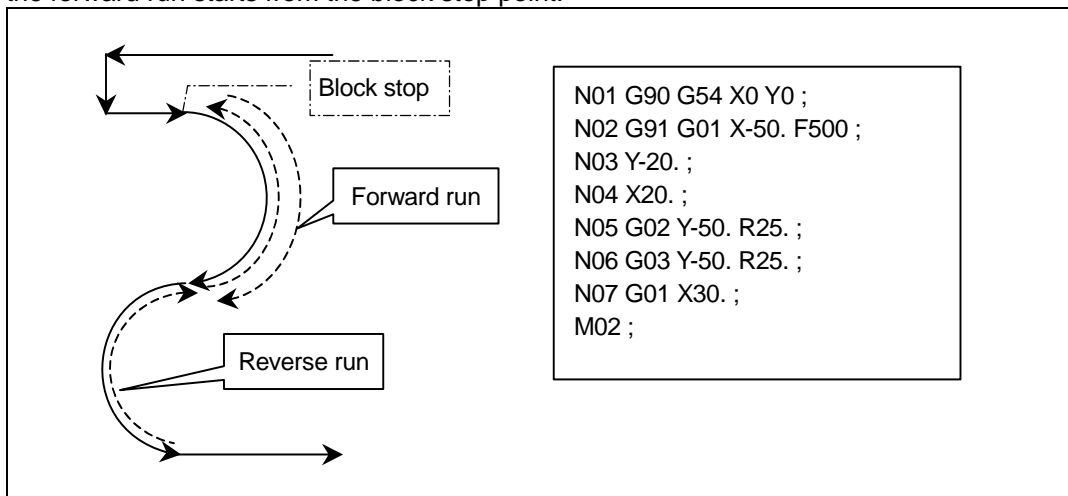 the forward run starts from the block stop point.
Block stop
Forward run
Reverse run
N01 G90 G54 X0 Y0 ;
N02 G91 G01 X-50. F500 ;
N03 Y-20. ;
N04 X20. ;
N05 G02 Y-50. R25. ;
N06 G03 Y-50. R25. ;
N07 G01 X30. ;
M02 ;